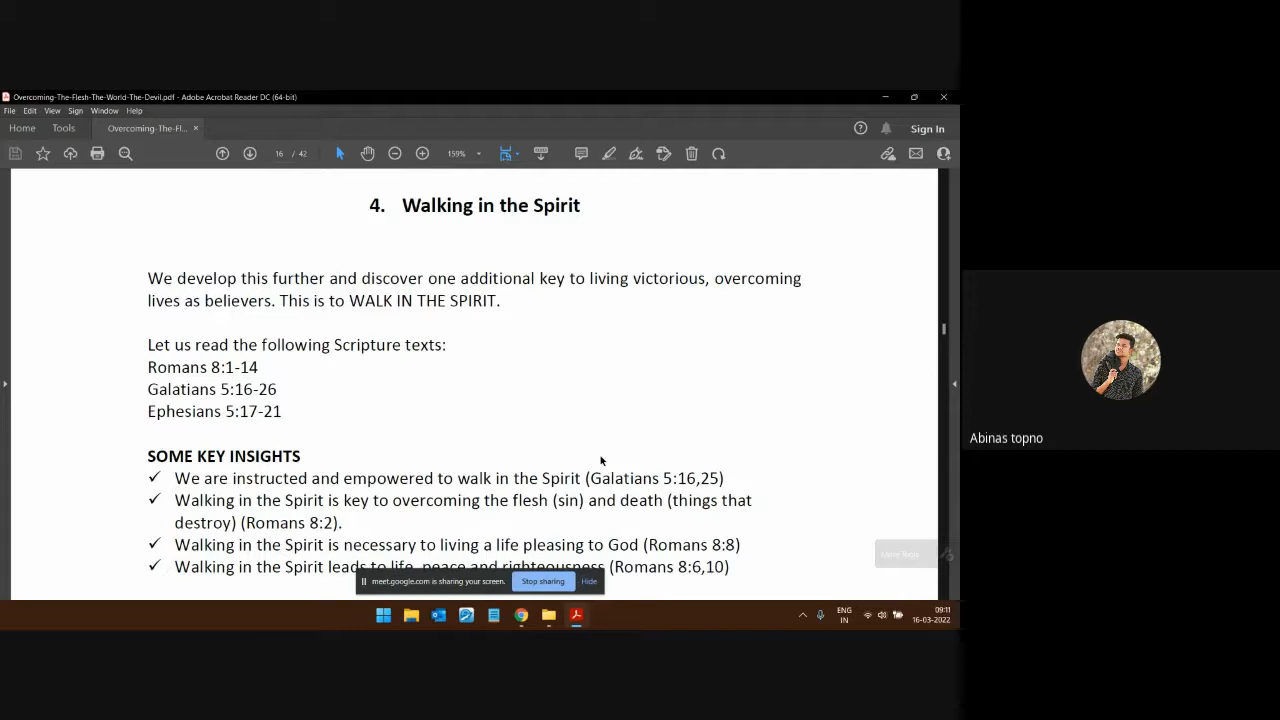 Overcoming-The-Flesh-The-World-The-Devil.pdf - Adobe Acrobat Reader DC (64-bit)
File Edit View Sign Window Help
Home Tools Overcoming-The-Fl... × Sign In
16 / 42 159%
4. Walking in the Spirit
We develop this further and discover one additional key to living victorious, overcoming
lives as believers. This is to WALK IN THE SPIRIT.
Let us read the following Scripture texts:
Romans 8:1-14
Galatians 5:16-26
Ephesians 5:17-21
SOME KEY INSIGHTS
✓ We are instructed and empowered to walk in the Spirit (Galatians 5:16,25)
✓ Walking in the Spirit is key to overcoming the flesh (sin) and death (things that
destroy) (Romans 8:2).
✓ Walking in the Spirit is necessary to living a life pleasing to God (Romans 8:8)
✓ Walking in the Spirit leads to life, peace and righteousness (Romans 8:6,10)
meet.google.com is sharing your screen. Stop sharing Hide
ENG
IN
09:11
16-03-2022
Abinas topno